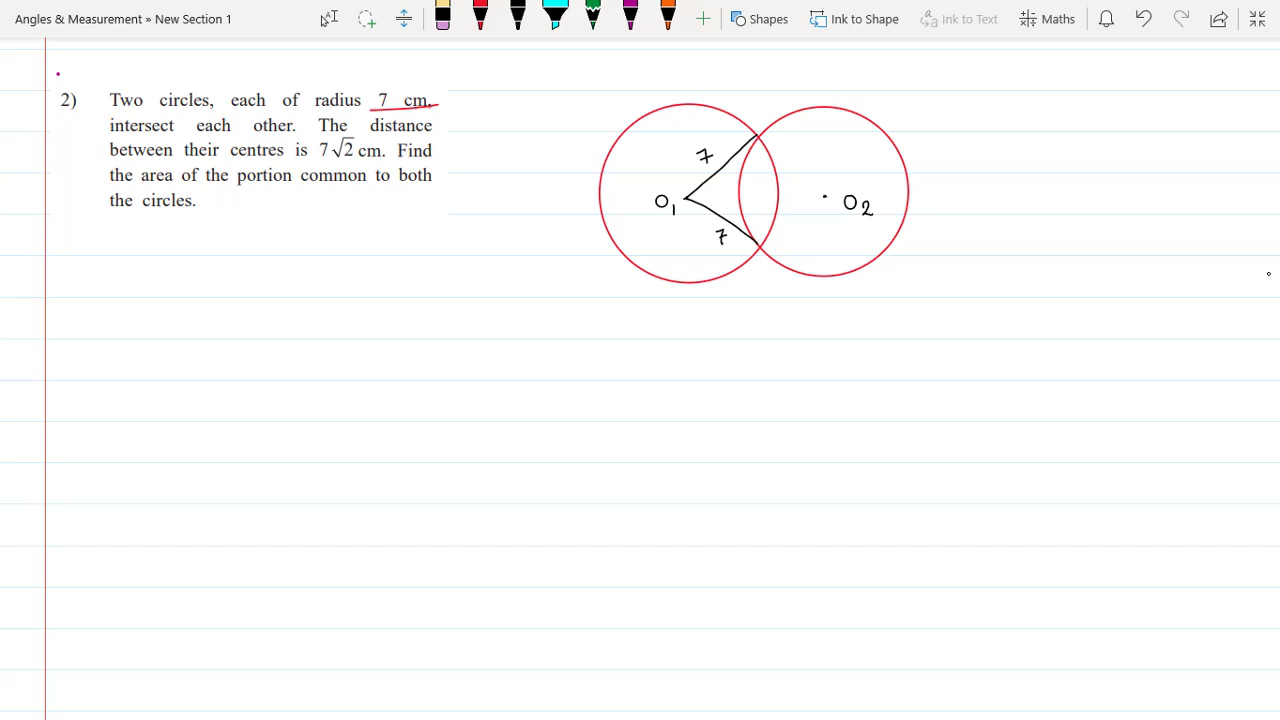 Angles & Measurement » New Section 1
Shapes
Ink to Shape
Ink to Text
Maths
2) Two circles, each of radius 7 cm,
intersect each other. The distance
between their centres is 7√2 cm. Find
the area of the portion common to both
the circles.
7
O₁
O₂
7